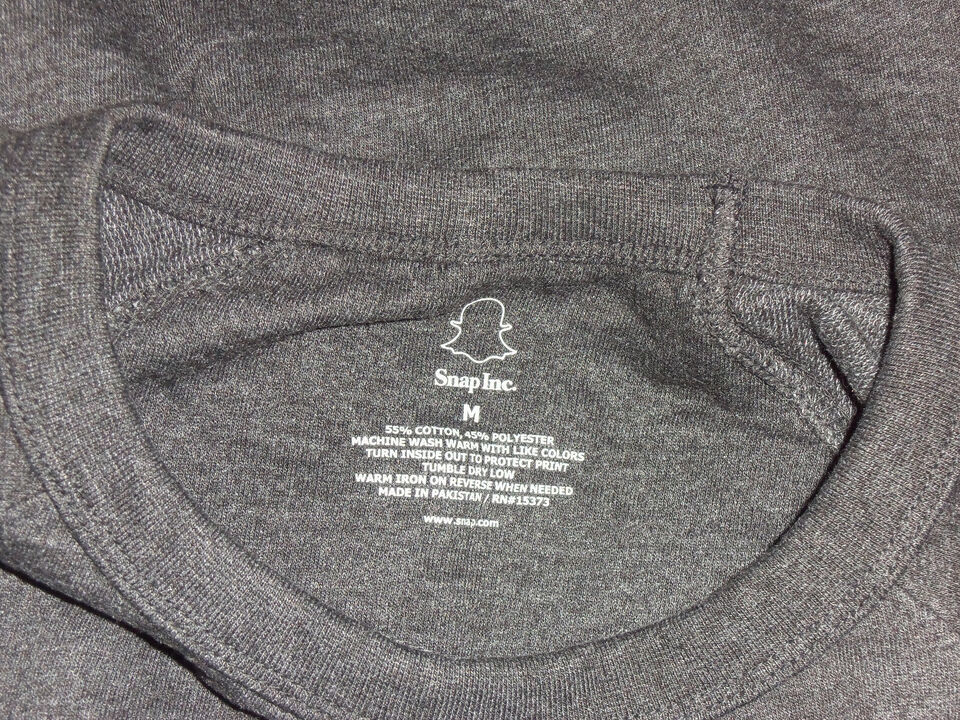 Snap Inc.
M
55% COTTON, 45% POLYESTER
MACHINE WASH WARM WITH LIKE COLORS
TURN INSIDE OUT TO PROTECT PRINT
TUMBLE DRY LOW
WARM IRON ON REVERSE WHEN NEEDED
MADE IN PAKISTAN / RN#15373
www.snap.com